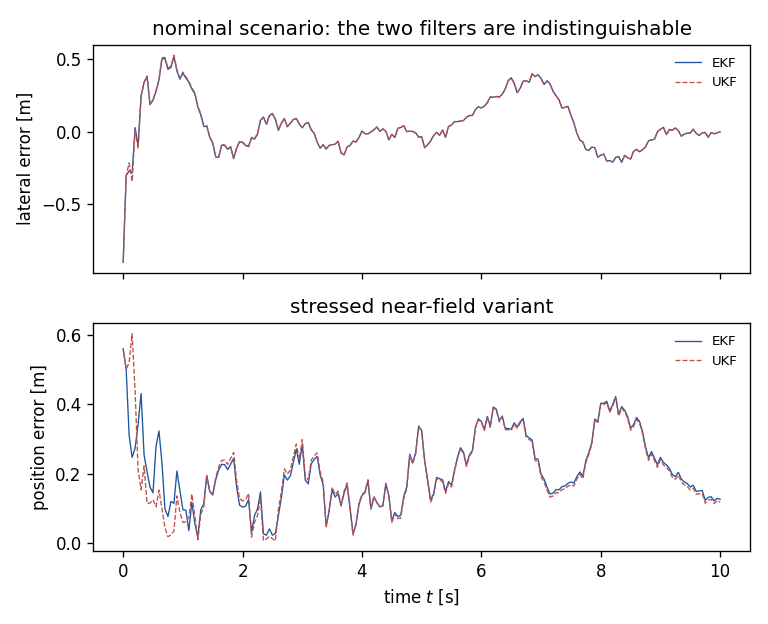 nominal scenario: the two filters are indistinguishable
EKF
UKF
0.5
0.0
−0.5
lateral error [m]
stressed near-field variant
EKF
UKF
0.6
0.4
0.2
0.0
position error [m]
0 2 4 6 8 10
time t [s]